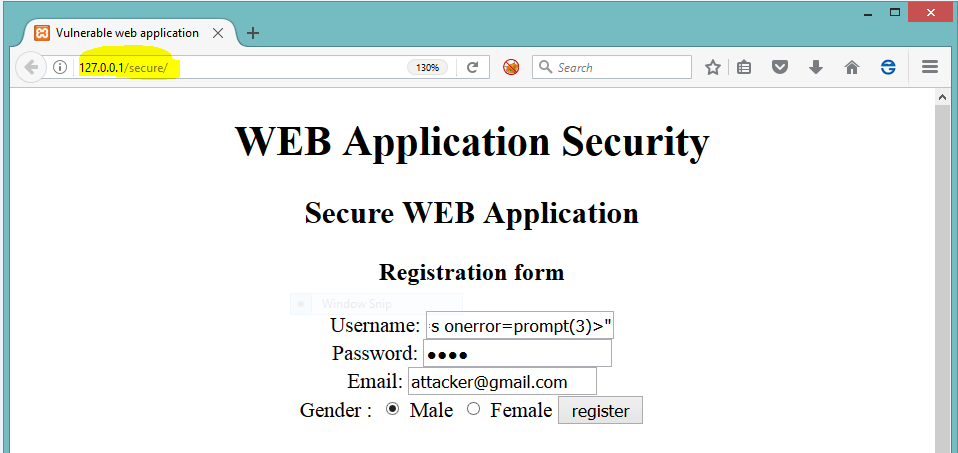 Vulnerable web application
127.0.0.1/secure/
130%
Search
WEB Application Security
Secure WEB Application
Registration form
Window Snip
Username: s onerror=prompt(3)>"
Password: ●●●●
Email: attacker@gmail.com
Gender : Male Female register